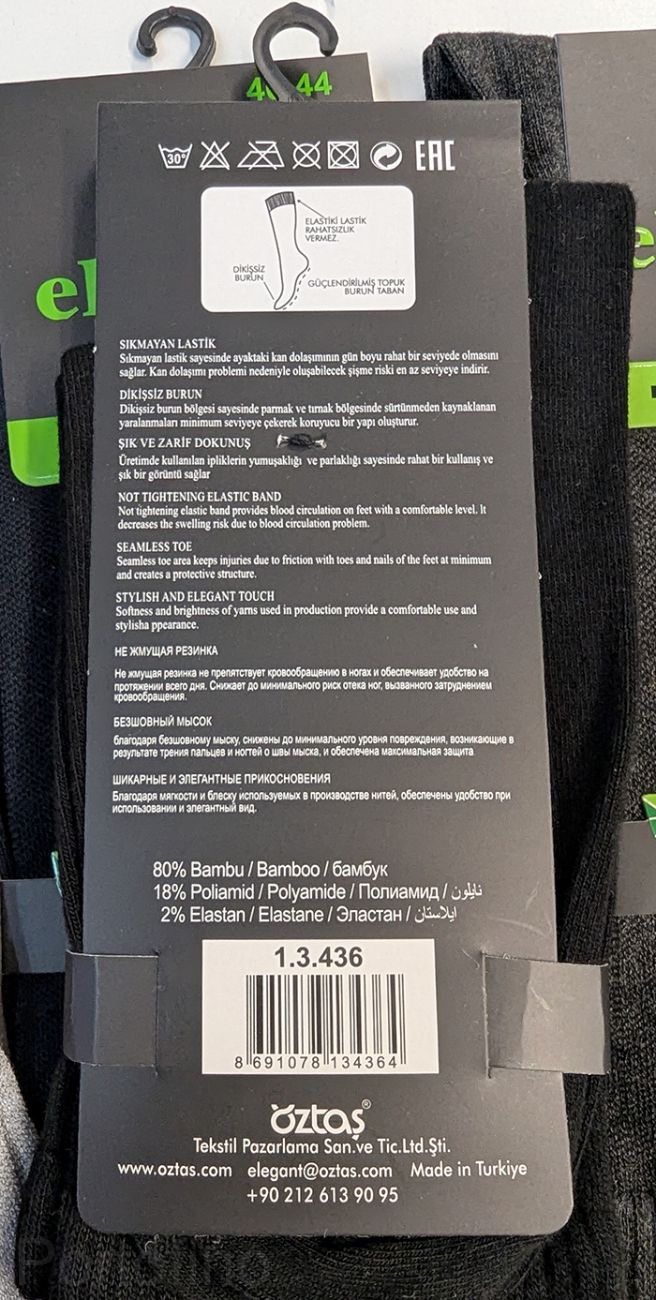 40-44
30°
EAC
ELASTİKİ LASTİK
RAHATSIZLIK
VERMEZ.
DİKİŞSİZ
BURUN
GÜÇLENDİRİLMİŞ TOPUK
BURUN TABAN
el
SIKMAYAN LASTİK
Sıkmayan lastik sayesinde ayaktaki kan dolaşımının gün boyu rahat bir seviyede olmasını
sağlar. Kan dolaşımı problemi nedeniyle oluşabilecek şişme riski en az seviyeye indirir.
DİKİŞSİZ BURUN
Dikişsiz burun bölgesi sayesinde parmak ve tırnak bölgesinde sürtünmeden kaynaklanan
yaralanmaları minimum seviyeye çekerek koruyucu bir yapı oluşturur.
ŞIK VE ZARİF DOKUNUŞ
Üretimde kullanılan ipliklerin yumuşaklığı ve parlaklığı sayesinde rahat bir kullanış ve
şık bir görüntü sağlar
NOT TIGHTENING ELASTIC BAND
Not tightening elastic band provides blood circulation on feet with a comfortable level. It
decreases the swelling risk due to blood circulation problem.
SEAMLESS TOE
Seamless toe area keeps injuries due to friction with toes and nails of the feet at minimum
and creates a protective structure.
STYLISH AND ELEGANT TOUCH
Softness and brightness of yarns used in production provide a comfortable use and
stylisha ppearance.
НЕ ЖМУЩАЯ РЕЗИНКА
Не жмущая резинка не препятствует кровообращению в ногах и обеспечивает удобство на
протяжении всего дня. Снижает до минимального риск отека ног, вызванного затруднением
кровообращения.
БЕЗШОВНЫЙ МЫСОК
благодаря безшовному мыску, снижены до минимального уровня повреждения, возникающие в
результате трения пальцев и ногтей о швы мыска, и обеспечена максимальная защита
ШИКАРНЫЕ И ЭЛЕГАНТНЫЕ ПРИКОСНОВЕНИЯ
Благодаря мягкости и блеску используемых в производстве нитей, обеспечены удобство при
использовании и элегантный вид.
80% Bambu / Bamboo / бамбук
18% Poliamid / Polyamide / Полиамид / نايلون
2% Elastan / Elastane / Эластан / ايلاستان
1.3.436
8 691078 134364
öztaş®
Tekstil Pazarlama San.ve Tic.Ltd.Şti.
www.oztas.com elegant@oztas.com Made in Turkiye
+90 212 613 90 95